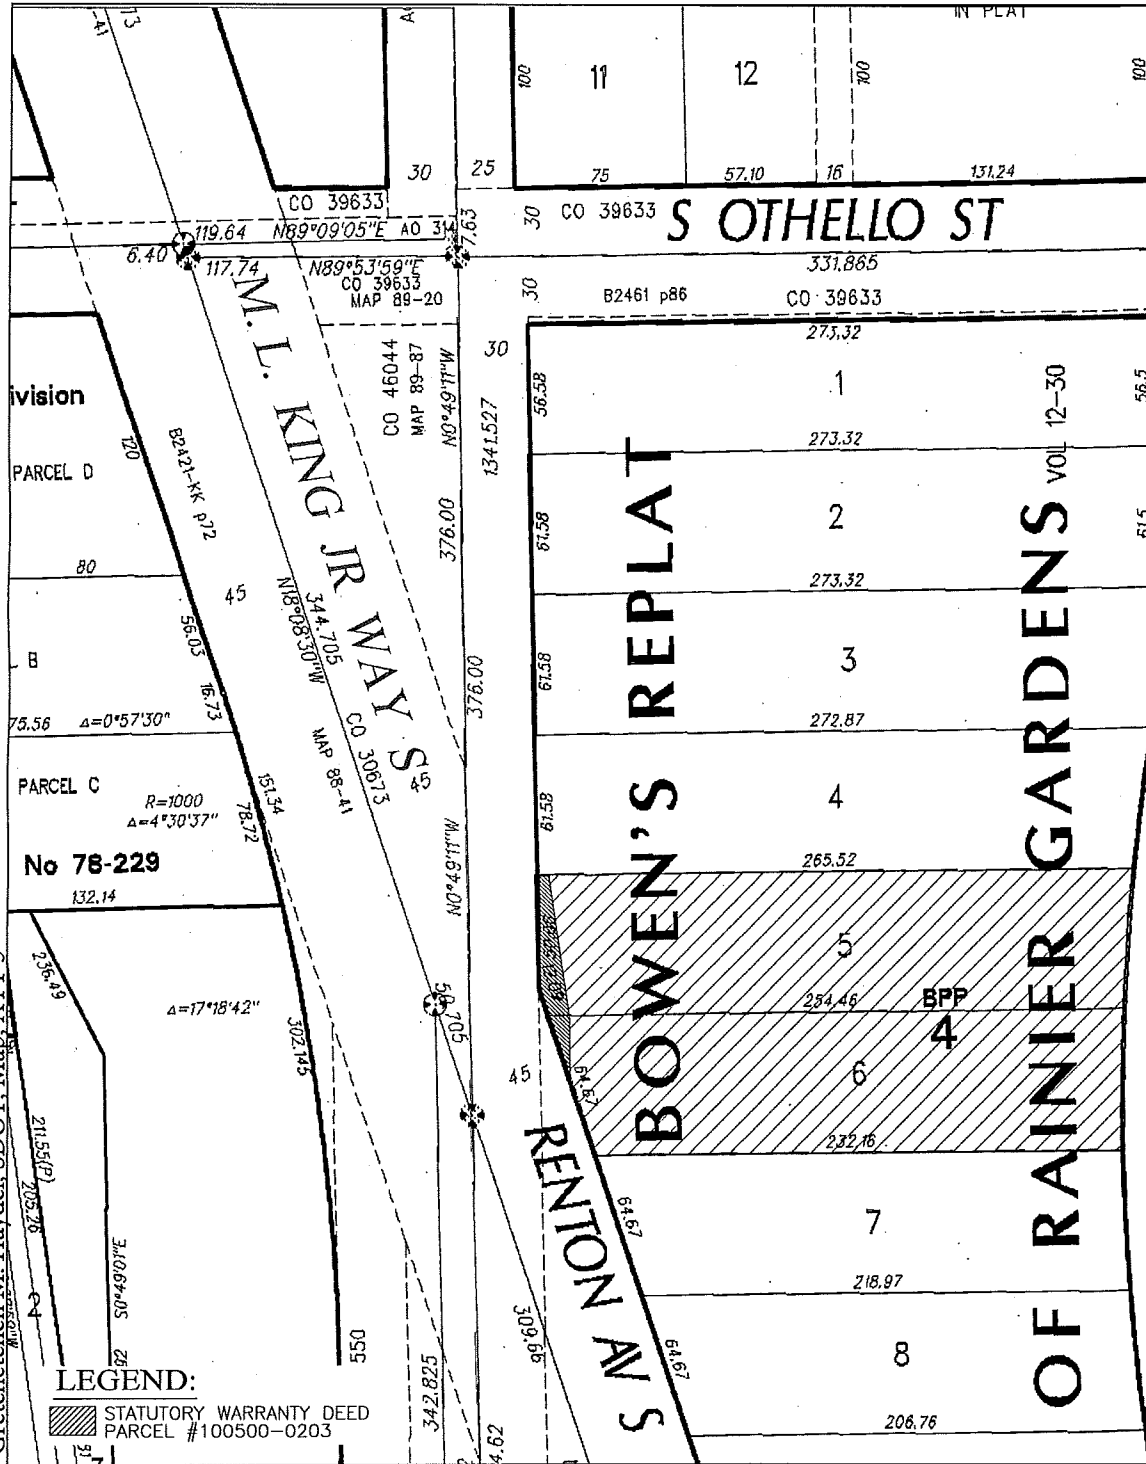 IN PLAT
11
12
100
100
100
30
25
75
57.10
16
131.24
CO 39633
CO 39633
30
S OTHELLO ST
119.64
N89°09'05"E
7.63
6.40
117.74
N89°53'59"E
331.865
CO 39633
MAP 89-20
30
B2461 p86
CO 39633
M. L. KING JR WAY S
CO 46044
MAP 89-87
N0°49'11"W
30
1341.527
273.32
1
56.58
273.32
2
61.58
273.32
3
61.58
272.87
4
61.58
265.52
5
254.46
BPP
4
6
232.16
7
218.97
8
206.76
BOWEN'S REPLAT
OF RAINIER GARDENS VOL 12-30
ivision
PARCEL D
120
B2421-KK p72
80
45
376.00
N18°08'30"W
344.705
56.03
B
16.73
376.00
75.56
Δ=0°57'30"
CO 30673
MAP 88-41
45
PARCEL C
R=1000
Δ=4°30'37"
151.34
78.72
No 78-229
132.14
N0°49'11"W
236.49
Δ=17°18'42"
302.145
45
64.67
RENTON AV S
64.67
64.67
211.55(P)
205.26
S0°49'01"E
2
309.66
550
342.825
LEGEND:
STATUTORY WARRANTY DEED
PARCEL #100500-0203